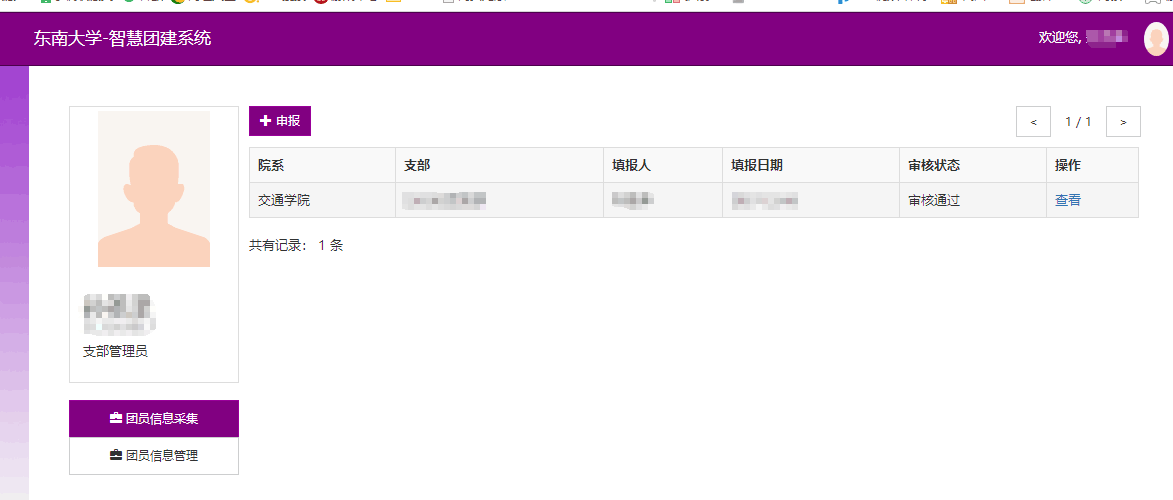 东南大学-智慧团建系统
欢迎您,
申报
< 1 / 1 >
院系 支部 填报人 填报日期 审核状态 操作
交通学院 审核通过 查看
共有记录： 1 条
支部管理员
团员信息采集
团员信息管理